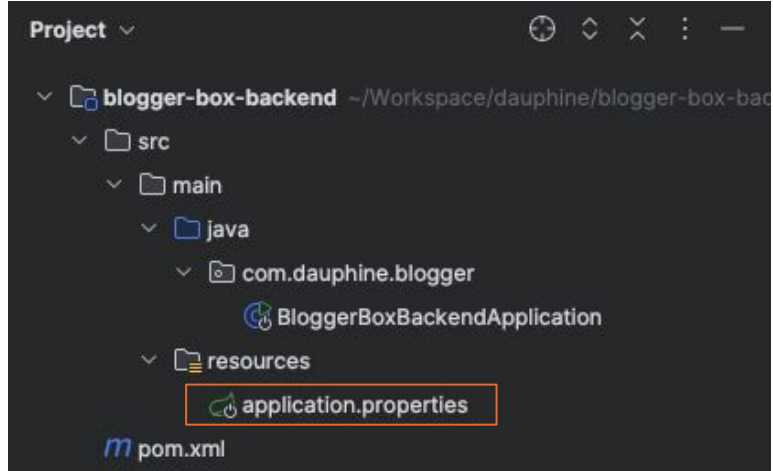 Project
blogger-box-backend ~/Workspace/dauphine/blogger-box-bac
src
main
java
com.dauphine.blogger
BloggerBoxBackendApplication
resources
application.properties
m pom.xml